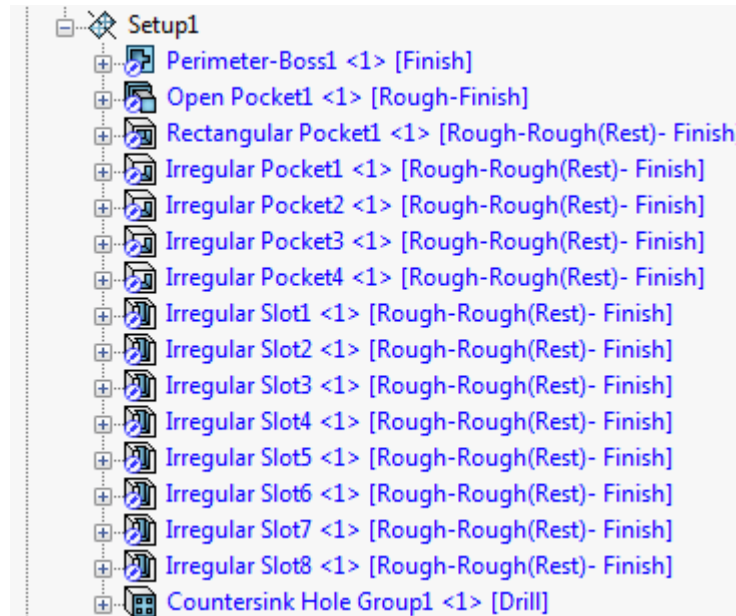 Setup1
Perimeter-Boss1 <1> [Finish]
Open Pocket1 <1> [Rough-Finish]
Rectangular Pocket1 <1> [Rough-Rough(Rest)- Finish
Irregular Pocket1 <1> [Rough-Rough(Rest)- Finish]
Irregular Pocket2 <1> [Rough-Rough(Rest)- Finish]
Irregular Pocket3 <1> [Rough-Rough(Rest)- Finish]
Irregular Pocket4 <1> [Rough-Rough(Rest)- Finish]
Irregular Slot1 <1> [Rough-Rough(Rest)- Finish]
Irregular Slot2 <1> [Rough-Rough(Rest)- Finish]
Irregular Slot3 <1> [Rough-Rough(Rest)- Finish]
Irregular Slot4 <1> [Rough-Rough(Rest)- Finish]
Irregular Slot5 <1> [Rough-Rough(Rest)- Finish]
Irregular Slot6 <1> [Rough-Rough(Rest)- Finish]
Irregular Slot7 <1> [Rough-Rough(Rest)- Finish]
Irregular Slot8 <1> [Rough-Rough(Rest)- Finish]
Countersink Hole Group1 <1> [Drill]